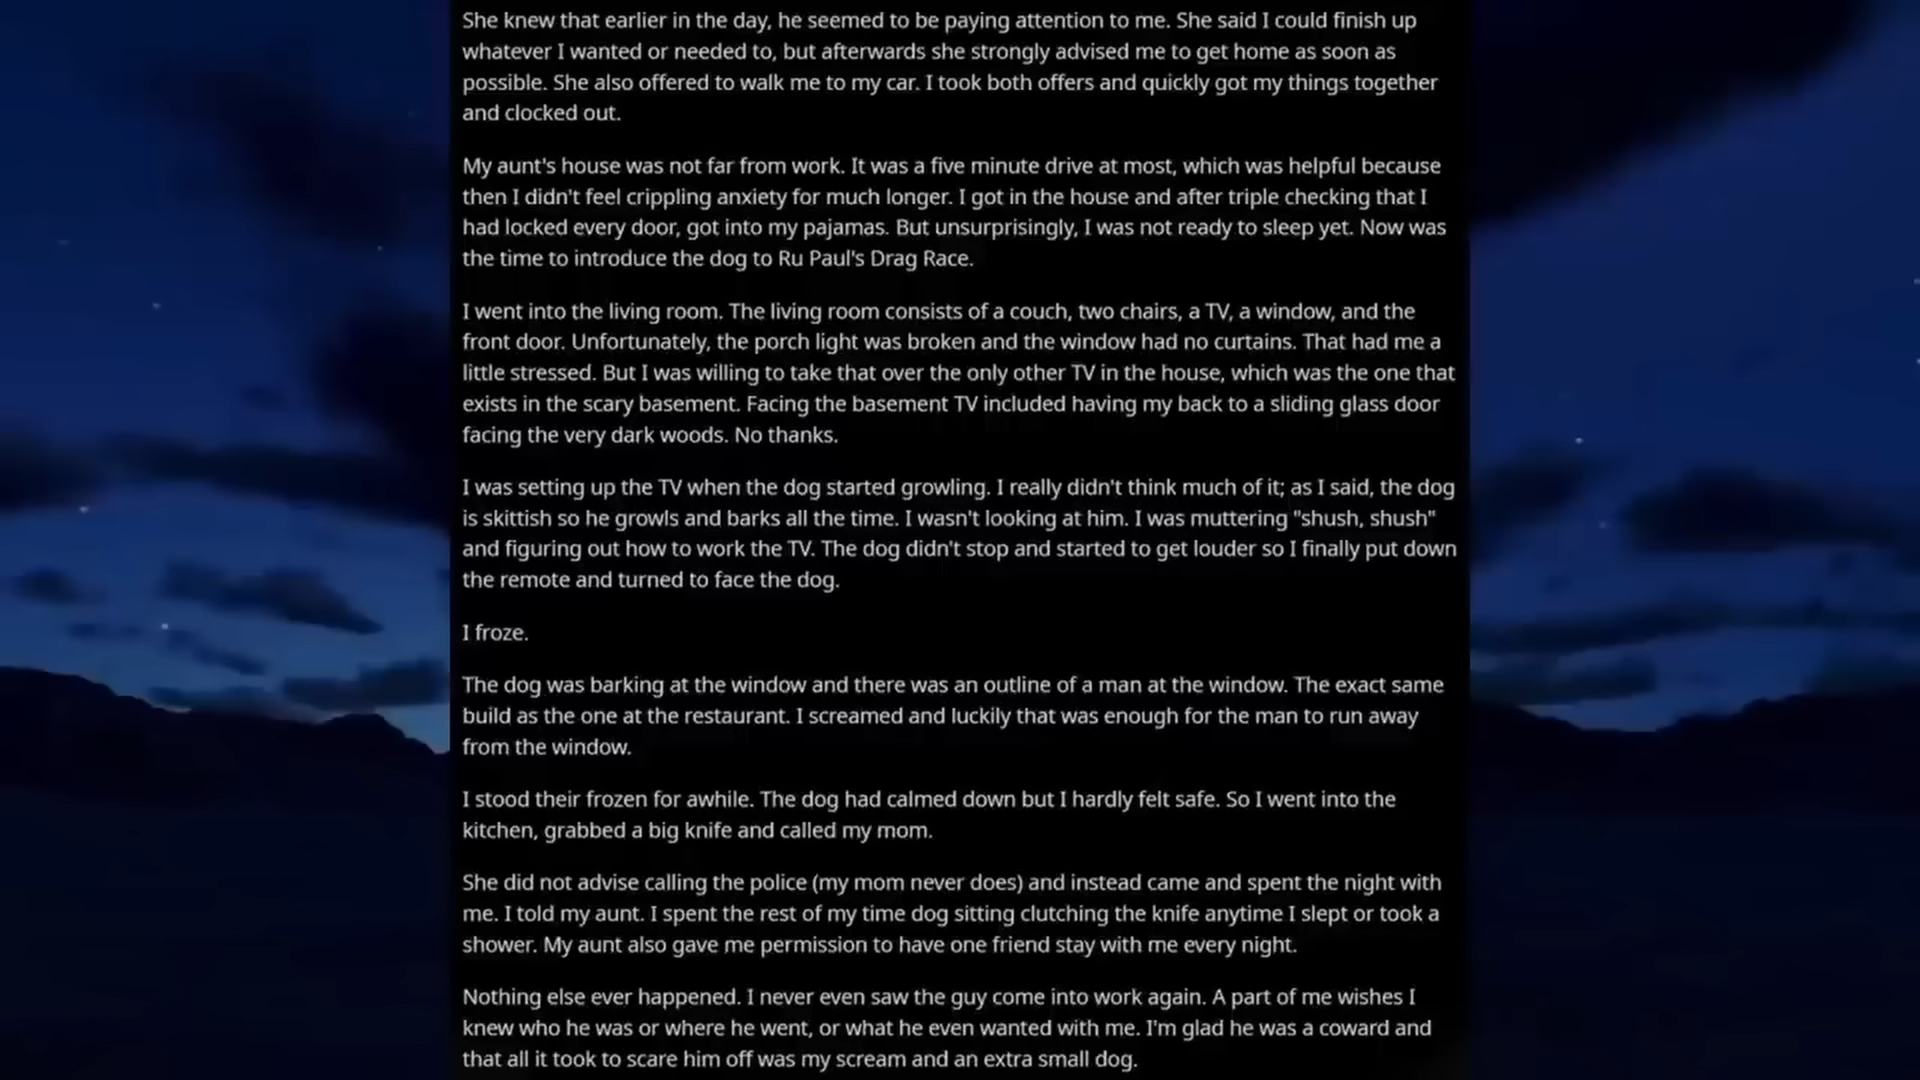 She knew that earlier in the day, he seemed to be paying attention to me. She said I could finish up
whatever I wanted or needed to, but afterwards she strongly advised me to get home as soon as
possible. She also offered to walk me to my car. I took both offers and quickly got my things together
and clocked out.
My aunt's house was not far from work. It was a five minute drive at most, which was helpful because
then I didn't feel crippling anxiety for much longer. I got in the house and after triple checking that I
had locked every door, got into my pajamas. But unsurprisingly, I was not ready to sleep yet. Now was
the time to introduce the dog to Ru Paul's Drag Race.
I went into the living room. The living room consists of a couch, two chairs, a TV, a window, and the
front door. Unfortunately, the porch light was broken and the window had no curtains. That had me a
little stressed. But I was willing to take that over the only other TV in the house, which was the one that
exists in the scary basement. Facing the basement TV included having my back to a sliding glass door
facing the very dark woods. No thanks.
I was setting up the TV when the dog started growling. I really didn't think much of it; as I said, the dog
is skittish so he growls and barks all the time. I wasn't looking at him. I was muttering "shush, shush"
and figuring out how to work the TV. The dog didn't stop and started to get louder so I finally put down
the remote and turned to face the dog.
I froze.
The dog was barking at the window and there was an outline of a man at the window. The exact same
build as the one at the restaurant. I screamed and luckily that was enough for the man to run away
from the window.
I stood their frozen for awhile. The dog had calmed down but I hardly felt safe. So I went into the
kitchen, grabbed a big knife and called my mom.
She did not advise calling the police (my mom never does) and instead came and spent the night with
me. I told my aunt. I spent the rest of my time dog sitting clutching the knife anytime I slept or took a
shower. My aunt also gave me permission to have one friend stay with me every night.
Nothing else ever happened. I never even saw the guy come into work again. A part of me wishes I
knew who he was or where he went, or what he even wanted with me. I'm glad he was a coward and
that all it took to scare him off was my scream and an extra small dog.